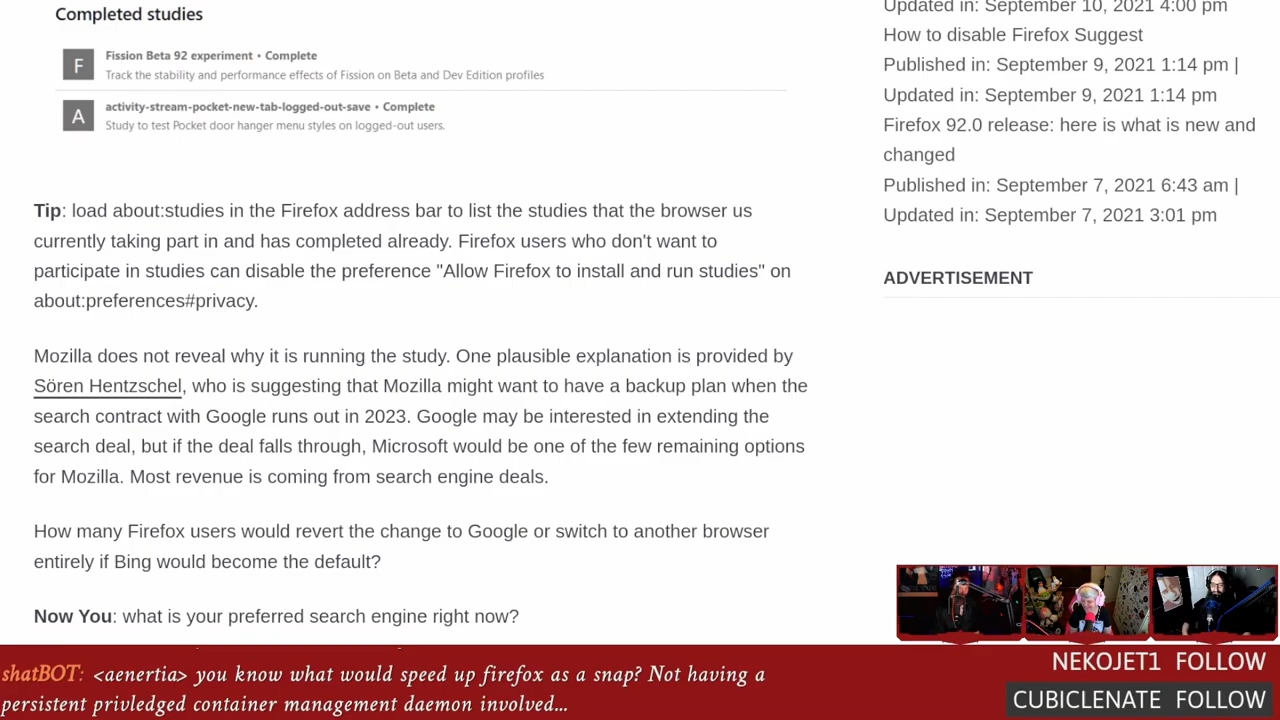 Completed studies
F
Fission Beta 92 experiment • Complete
Track the stability and performance effects of Fission on Beta and Dev Edition profiles
A
activity-stream-pocket-new-tab-logged-out-save • Complete
Study to test Pocket door hanger menu styles on logged-out users.
Tip: load about:studies in the Firefox address bar to list the studies that the browser us
currently taking part in and has completed already. Firefox users who don't want to
participate in studies can disable the preference "Allow Firefox to install and run studies" on
about:preferences#privacy.
Mozilla does not reveal why it is running the study. One plausible explanation is provided by
Sören Hentzschel, who is suggesting that Mozilla might want to have a backup plan when the
search contract with Google runs out in 2023. Google may be interested in extending the
search deal, but if the deal falls through, Microsoft would be one of the few remaining options
for Mozilla. Most revenue is coming from search engine deals.
How many Firefox users would revert the change to Google or switch to another browser
entirely if Bing would become the default?
Now You: what is your preferred search engine right now?
Updated in: September 10, 2021 4:00 pm
How to disable Firefox Suggest
Published in: September 9, 2021 1:14 pm |
Updated in: September 9, 2021 1:14 pm
Firefox 92.0 release: here is what is new and
changed
Published in: September 7, 2021 6:43 am |
Updated in: September 7, 2021 3:01 pm
ADVERTISEMENT
shatBOT: <aenertia> you know what would speed up firefox as a snap? Not having a
persistent privledged container management daemon involved...
NEKOJET1 FOLLOW
CUBICLENATE FOLLOW